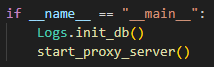 if __name__ == "__main__":
    Logs.init_db()
    start_proxy_server()